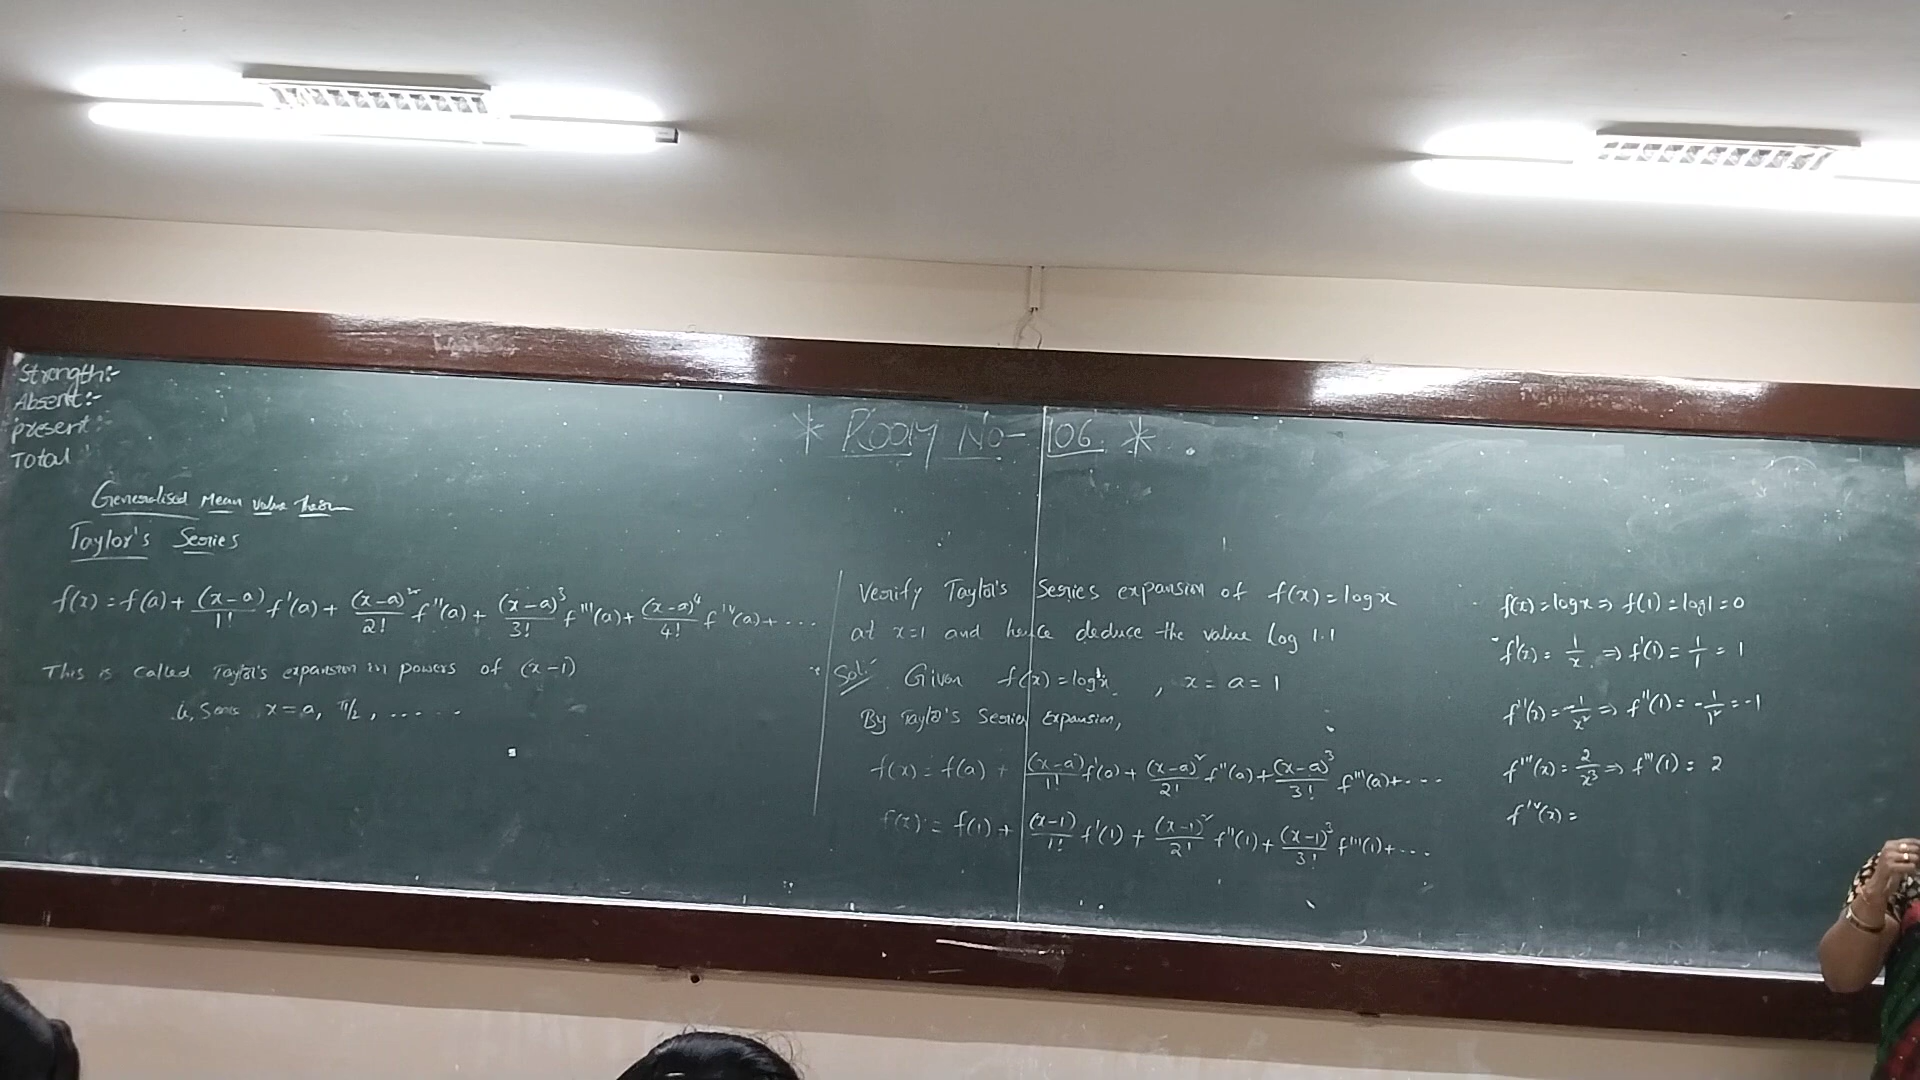 Strength:-
Absent:-
present:-
Total
* ROOM No- 106 *
Generalised Mean Value
Taylor's Series
f(x) = f(a) + (x-a)/1! f'(a) + (x-a)²/2! f''(a) + (x-a)³/3! f'''(a) + (x-a)⁴/4! f'ᵛ(a) + ...
This is called Taylor's expansion in powers of (x-1)
x = a, π/2, ......
Verify Taylor's Series expansion of f(x) = log x
at x=1 and hence deduce the value Log 1.1
Sol: Given f(x) = log x, x = a = 1
By Taylor's Series Expansion,
f(x) = f(a) + (x-a)/1! f'(a) + (x-a)²/2! f''(a) + (x-a)³/3! f'''(a) + ....
f(x) = f(1) + (x-1)/1! f'(1) + (x-1)²/2! f''(1) + (x-1)³/3! f'''(1) + ....
f(x) = log x ⇒ f(1) = log 1 = 0
f'(x) = 1/x ⇒ f'(1) = 1/1 = 1
f''(x) = -1/x² ⇒ f''(1) = -1/1² = -1
f'''(x) = 2/x³ ⇒ f'''(1) = 2
f'ᵛ(x) =